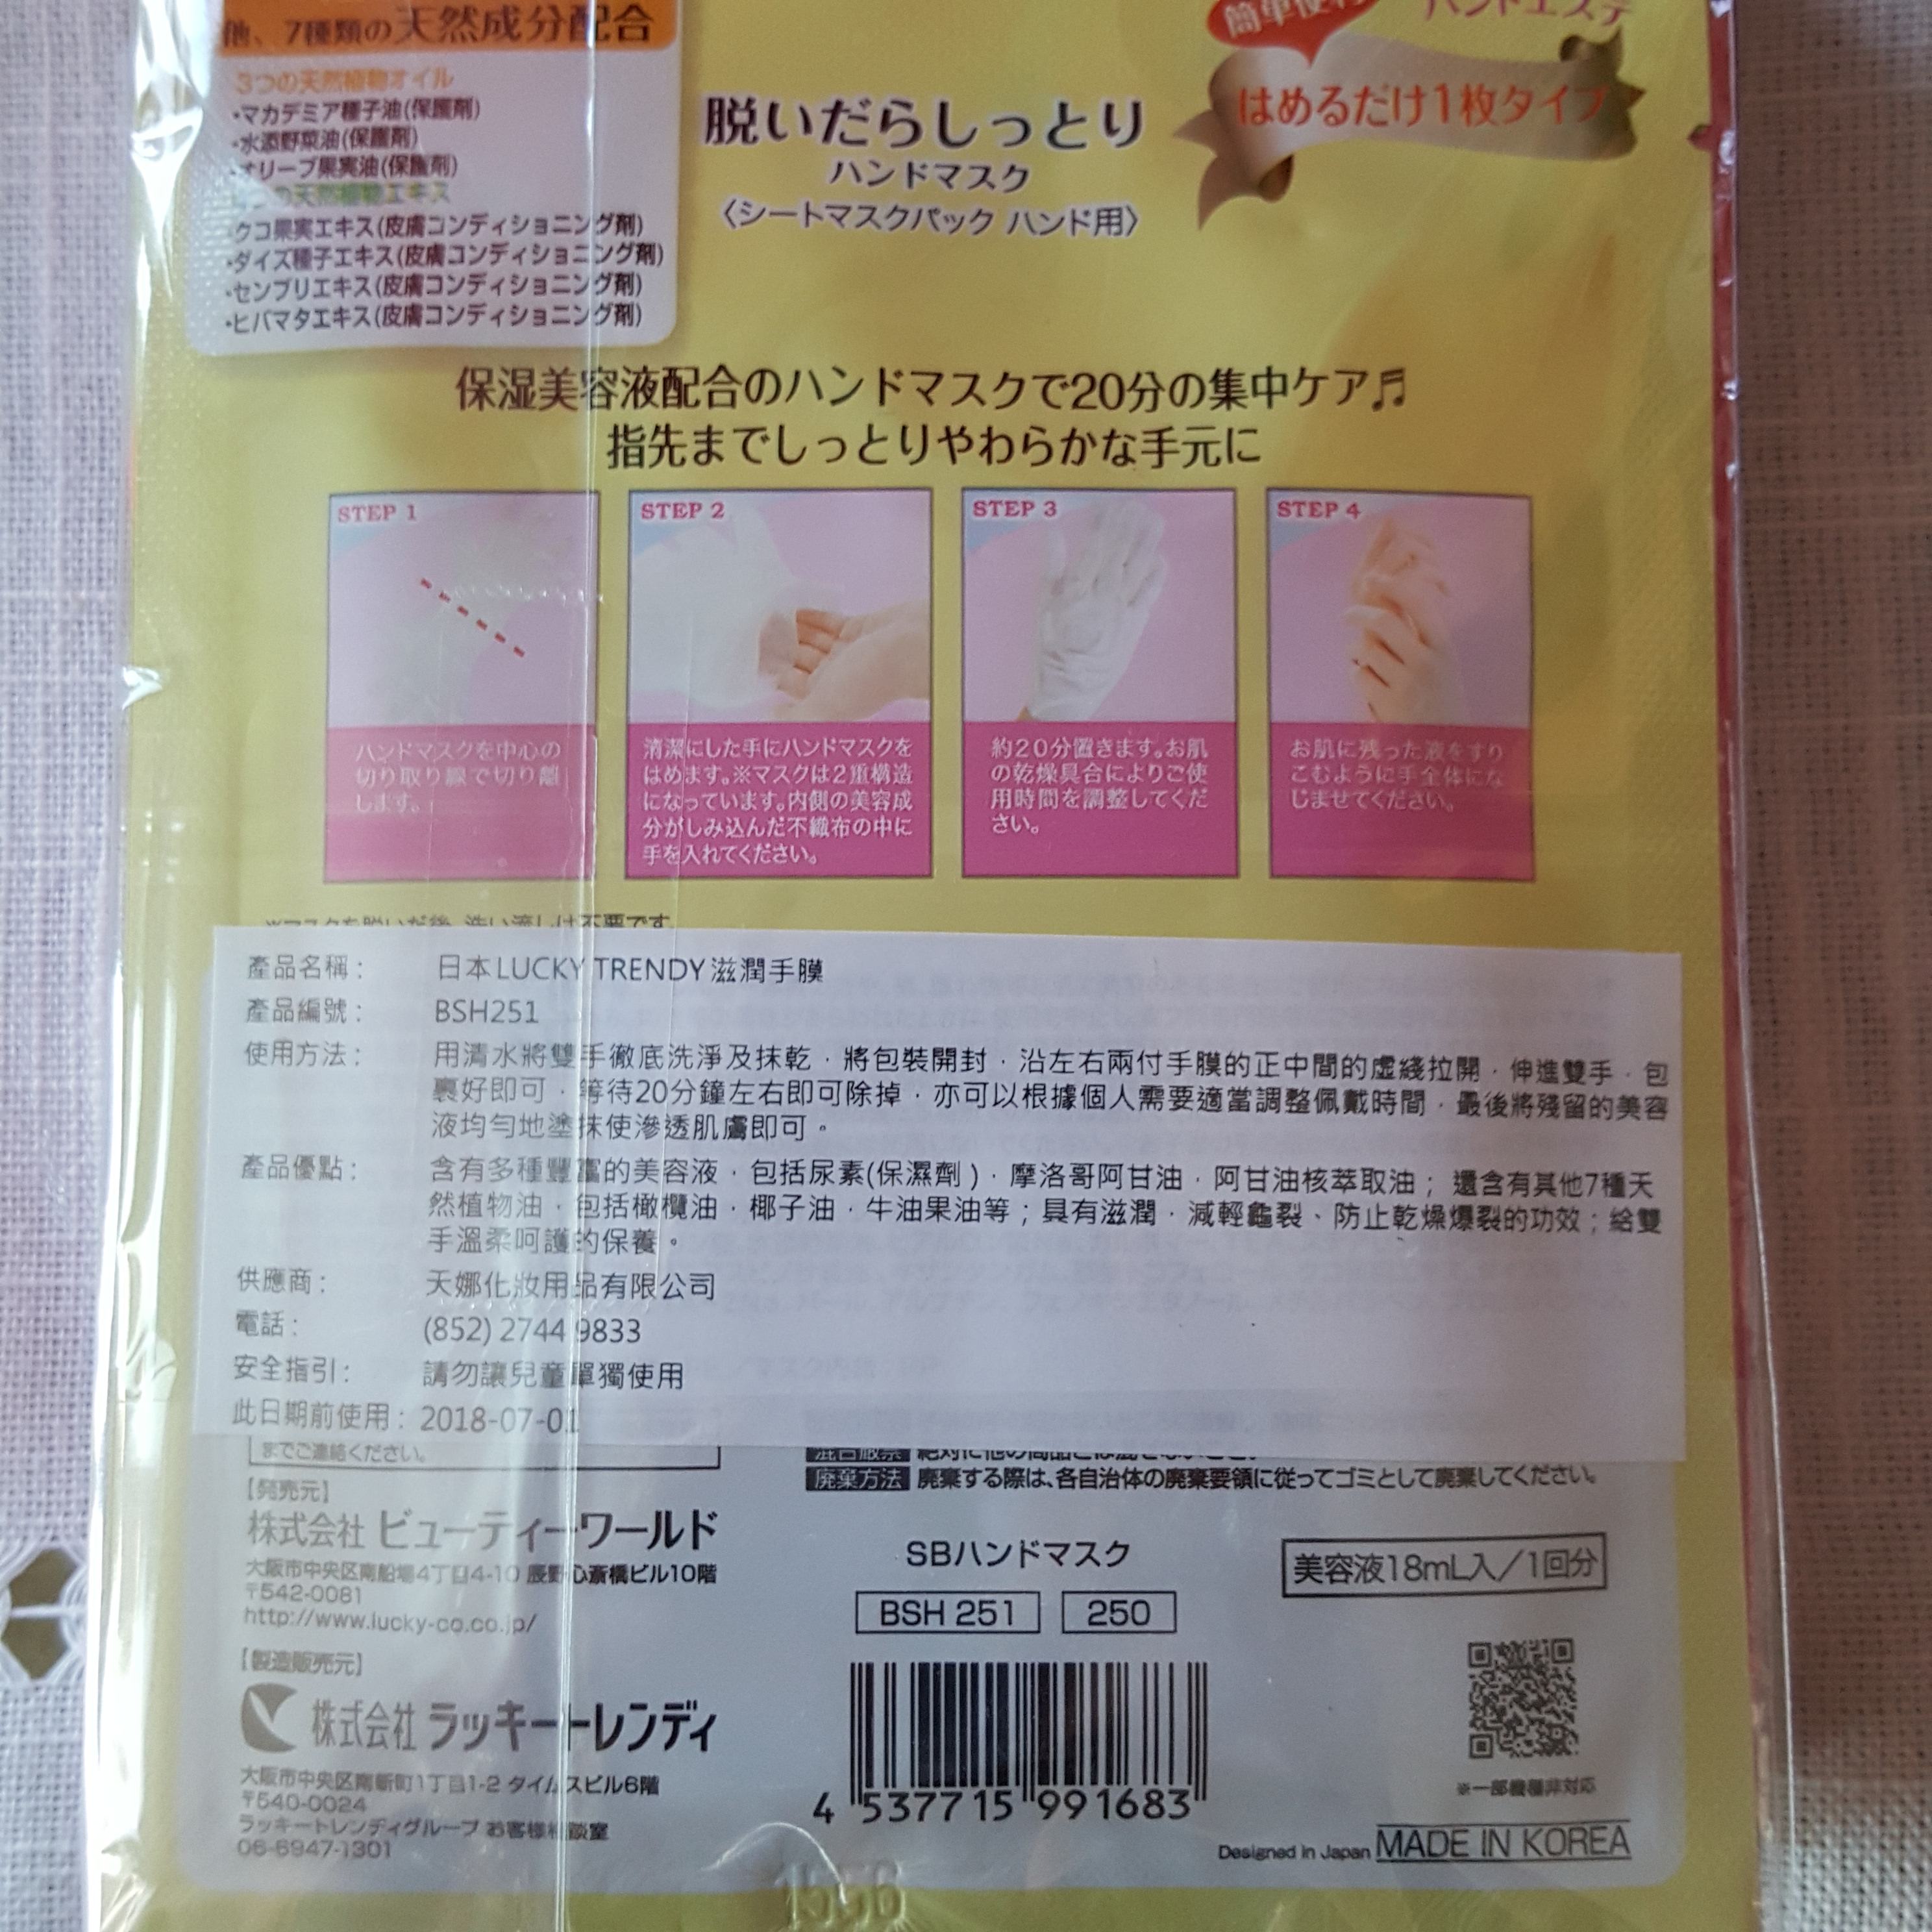 他、7種類の天然成分配合
3つの天然植物オイル
・マカデミア種子油(保護剤)
・水添野菜油(保護剤)
・オリーブ果実油(保護剤)
の天然植物エキス
・クコ果実エキス(皮膚コンディショニング剤)
・ダイズ種子エキス(皮膚コンディショニング剤)
・センブリエキス(皮膚コンディショニング剤)
・ヒバマタエキス(皮膚コンディショニング剤)
脱いだらしっとり
ハンドマスク
〈シートマスクパック ハンド用〉
ハンドエステ
はめるだけ1枚タイプ
保湿美容液配合のハンドマスクで20分の集中ケア♬
指先までしっとりやわらかな手元に
STEP 1
ハンドマスクを中心の
切り取り線で切り離
します。
STEP 2
清潔にした手にハンドマスクを
はめます。※マスクは2重構造
になっています。内側の美容成
分がしみ込んだ不織布の中に
手を入れてください。
STEP 3
約20分置きます。お肌
の乾燥具合によりご使
用時間を調整してくだ
さい。
STEP 4
お肌に残った液をすり
こむように手全体にな
じませてください。
※マスクを脱いだ後、洗い流しは不要です
產品名稱： 日本LUCKY TRENDY滋潤手膜
產品編號： BSH251
使用方法： 用清水將雙手徹底洗淨及抹乾，將包裝開封，沿左右兩付手膜的正中間的虛綫拉開，伸進雙手，包
裹好即可，等待20分鐘左右即可除掉，亦可以根據個人需要適當調整佩戴時間，最後將殘留的美容
液均勻地塗抹使滲透肌膚即可。
產品優點： 含有多種豐富的美容液，包括尿素(保濕劑)，摩洛哥阿甘油，阿甘油核萃取油；還含有其他7種天
然植物油，包括橄欖油，椰子油，牛油果油等；具有滋潤，減輕龜裂、防止乾燥爆裂的功效；給雙
手溫柔呵護的保養。
供應商： 天娜化妝用品有限公司
電話： (852) 2744 9833
安全指引： 請勿讓兒童單獨使用
此日期前使用： 2018-07-01
までご連絡ください。
廃棄方法 廃棄する際は、各自治体の廃棄要領に従ってゴミとして廃棄してください。
【発売元】
株式会社 ビューティーワールド
大阪市中央区南船場4丁目4-10 辰野心斎橋ビル10階
〒542-0081
http://www.lucky-co.co.jp/
【製造販売元】
株式会社 ラッキートレンディ
大阪市中央区南新町1丁目1-2 タイムスビル6階
〒540-0024
ラッキートレンディグループ お客様相談室
06-6947-1301
SBハンドマスク
BSH 251 250
4 537715 991683
美容液18mL入／1回分
※一部機種非対応
Designed in Japan MADE IN KOREA
1556